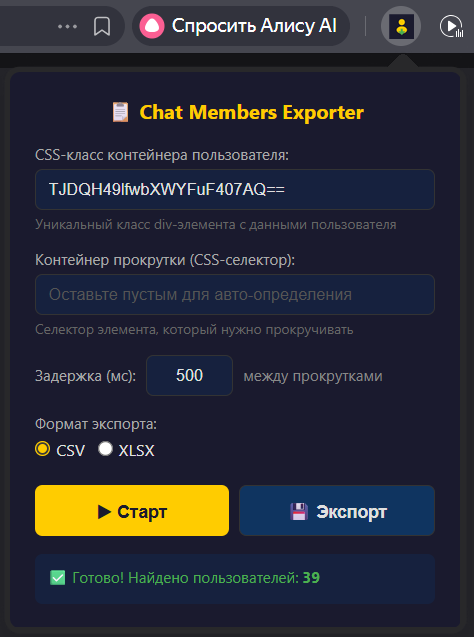 Спросить Алису AI
Chat Members Exporter
CSS-класс контейнера пользователя:
TJDQH49lfwbXWYFuF407AQ==
Уникальный класс div-элемента с данными пользователя
Контейнер прокрутки (CSS-селектор):
Оставьте пустым для авто-определения
Селектор элемента, который нужно прокручивать
Задержка (мс): 500 между прокрутками
Формат экспорта:
CSV XLSX
Старт Экспорт
Готово! Найдено пользователей: 39